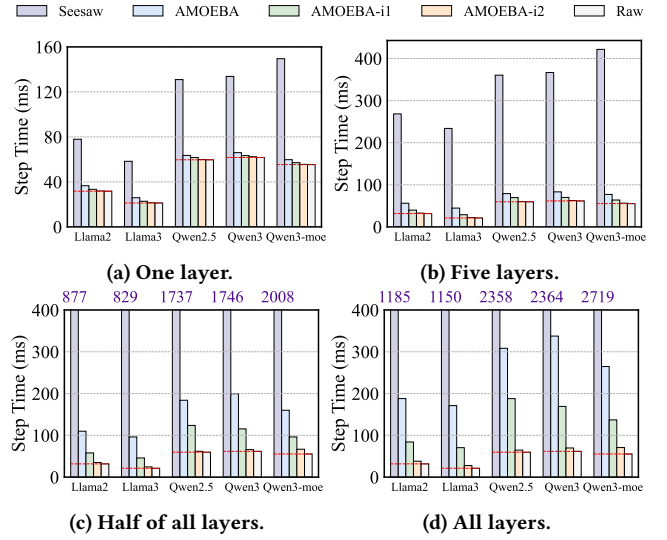 Seesaw AMOEBA AMOEBA-i1 AMOEBA-i2 Raw
Step Time (ms)
160
120
80
40
0
Llama2 Llama3 Qwen2.5 Qwen3 Qwen3-moe
(a) One layer.
Step Time (ms)
400
300
200
100
0
Llama2 Llama3 Qwen2.5 Qwen3 Qwen3-moe
(b) Five layers.
877 829 1737 1746 2008
Step Time (ms)
400
300
200
100
0
Llama2 Llama3 Qwen2.5 Qwen3 Qwen3-moe
(c) Half of all layers.
1185 1150 2358 2364 2719
Step Time (ms)
400
300
200
100
0
Llama2 Llama3 Qwen2.5 Qwen3 Qwen3-moe
(d) All layers.